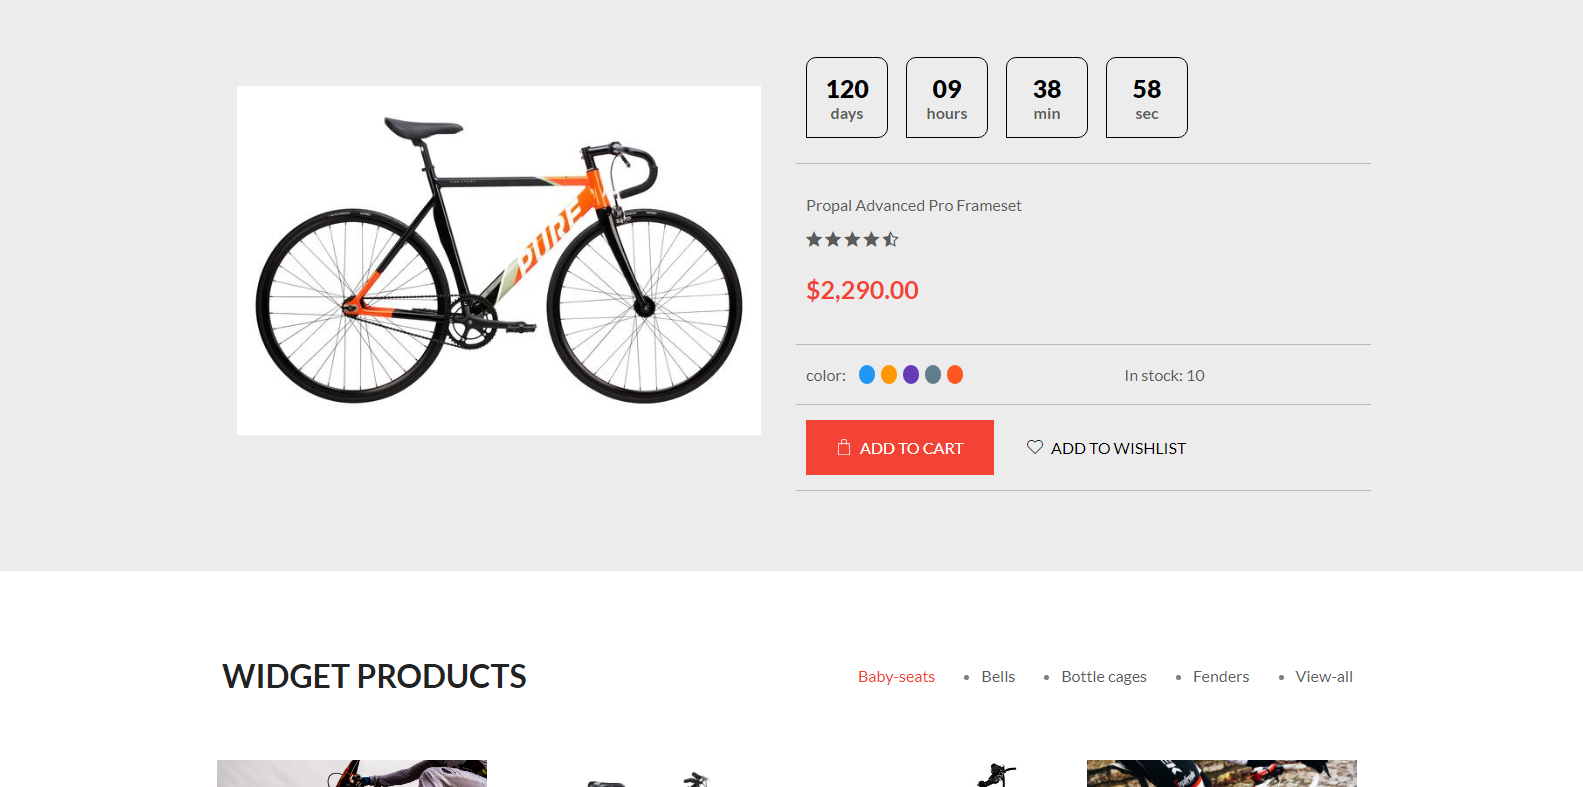 120 09 38 58
days hours min sec
PURE
Propal Advanced Pro Frameset
$2,290.00
color: In stock: 10
ADD TO CART ADD TO WISHLIST
WIDGET PRODUCTS
Baby-seats • Bells • Bottle cages • Fenders • View-all